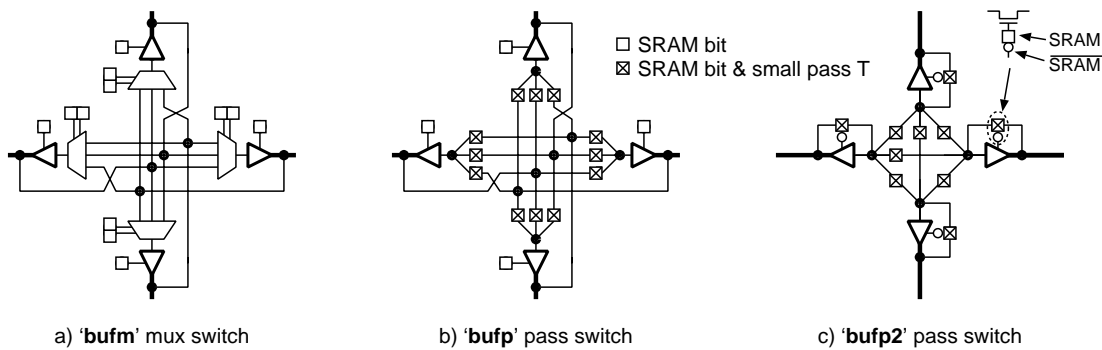 SRAM bit
SRAM bit & small pass T
SRAM
SRAM
a) ‘bufm’ mux switch
b) ‘bufp’ pass switch
c) ‘bufp2’ pass switch